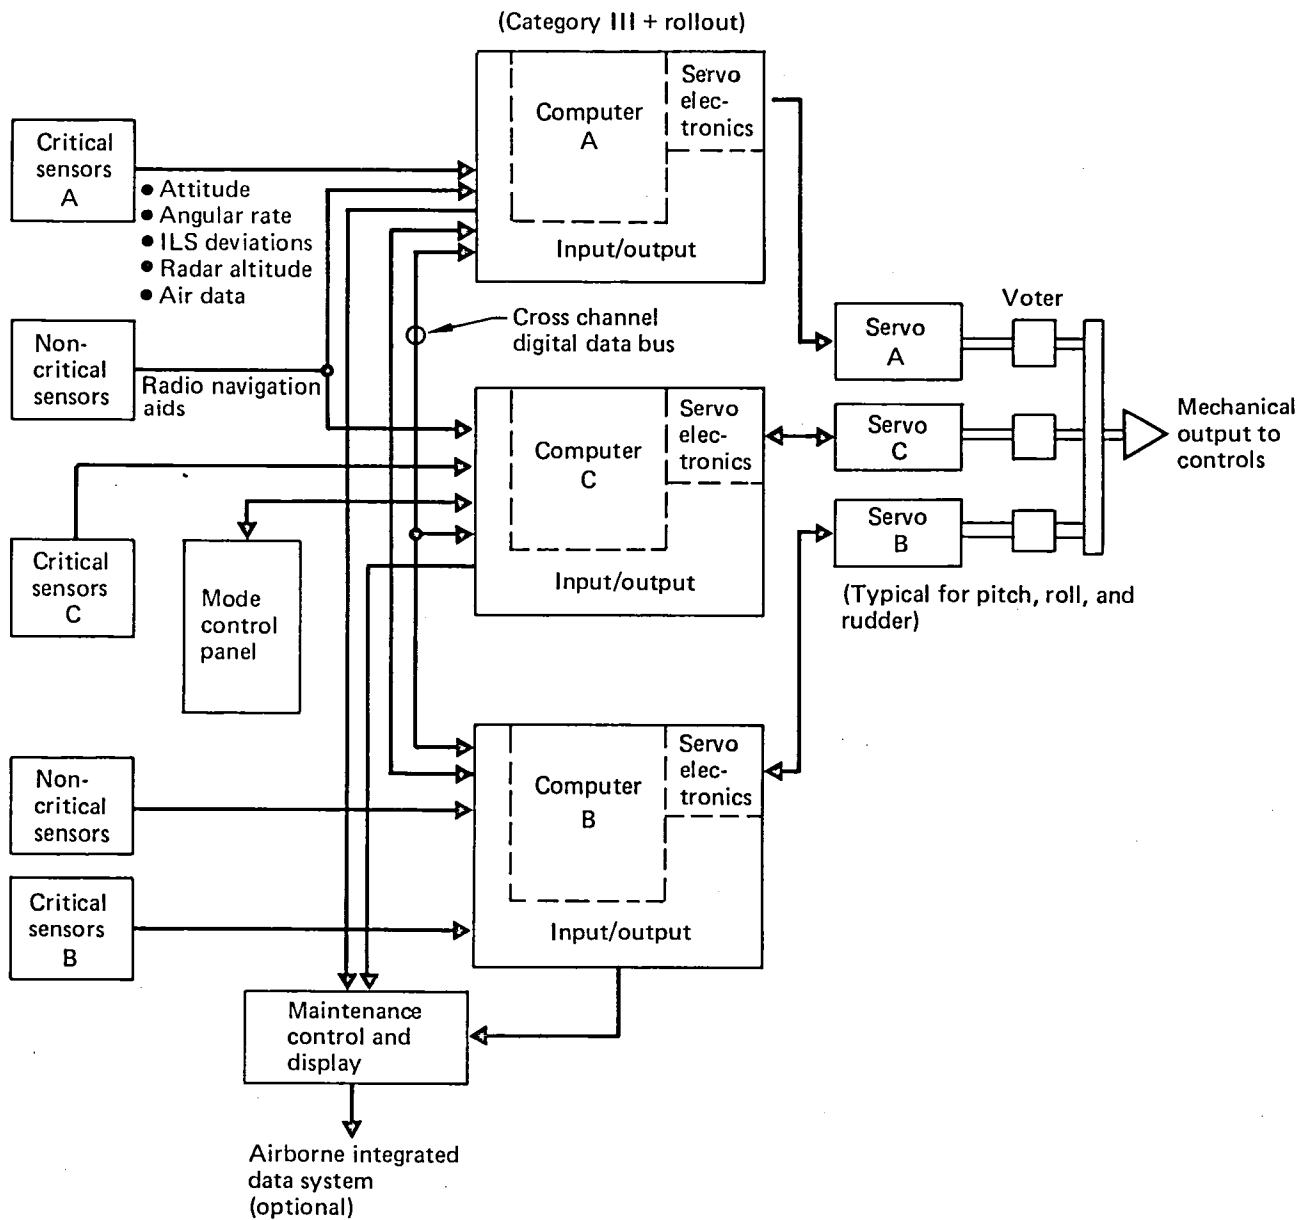 (Category III + rollout)
Computer
A
Servo
elec-
tronics
Input/output
Critical
sensors
A
● Attitude
● Angular rate
● ILS deviations
● Radar altitude
● Air data
Non-
critical
sensors
Radio navigation
aids
Cross channel
digital data bus
Computer
C
Servo
elec-
tronics
Input/output
Servo
A
Voter
Servo
C
Servo
B
Mechanical
output to
controls
(Typical for pitch, roll, and
rudder)
Critical
sensors
C
Mode
control
panel
Computer
B
Servo
elec-
tronics
Input/output
Non-
critical
sensors
Critical
sensors
B
Maintenance
control and
display
Airborne integrated
data system
(optional)